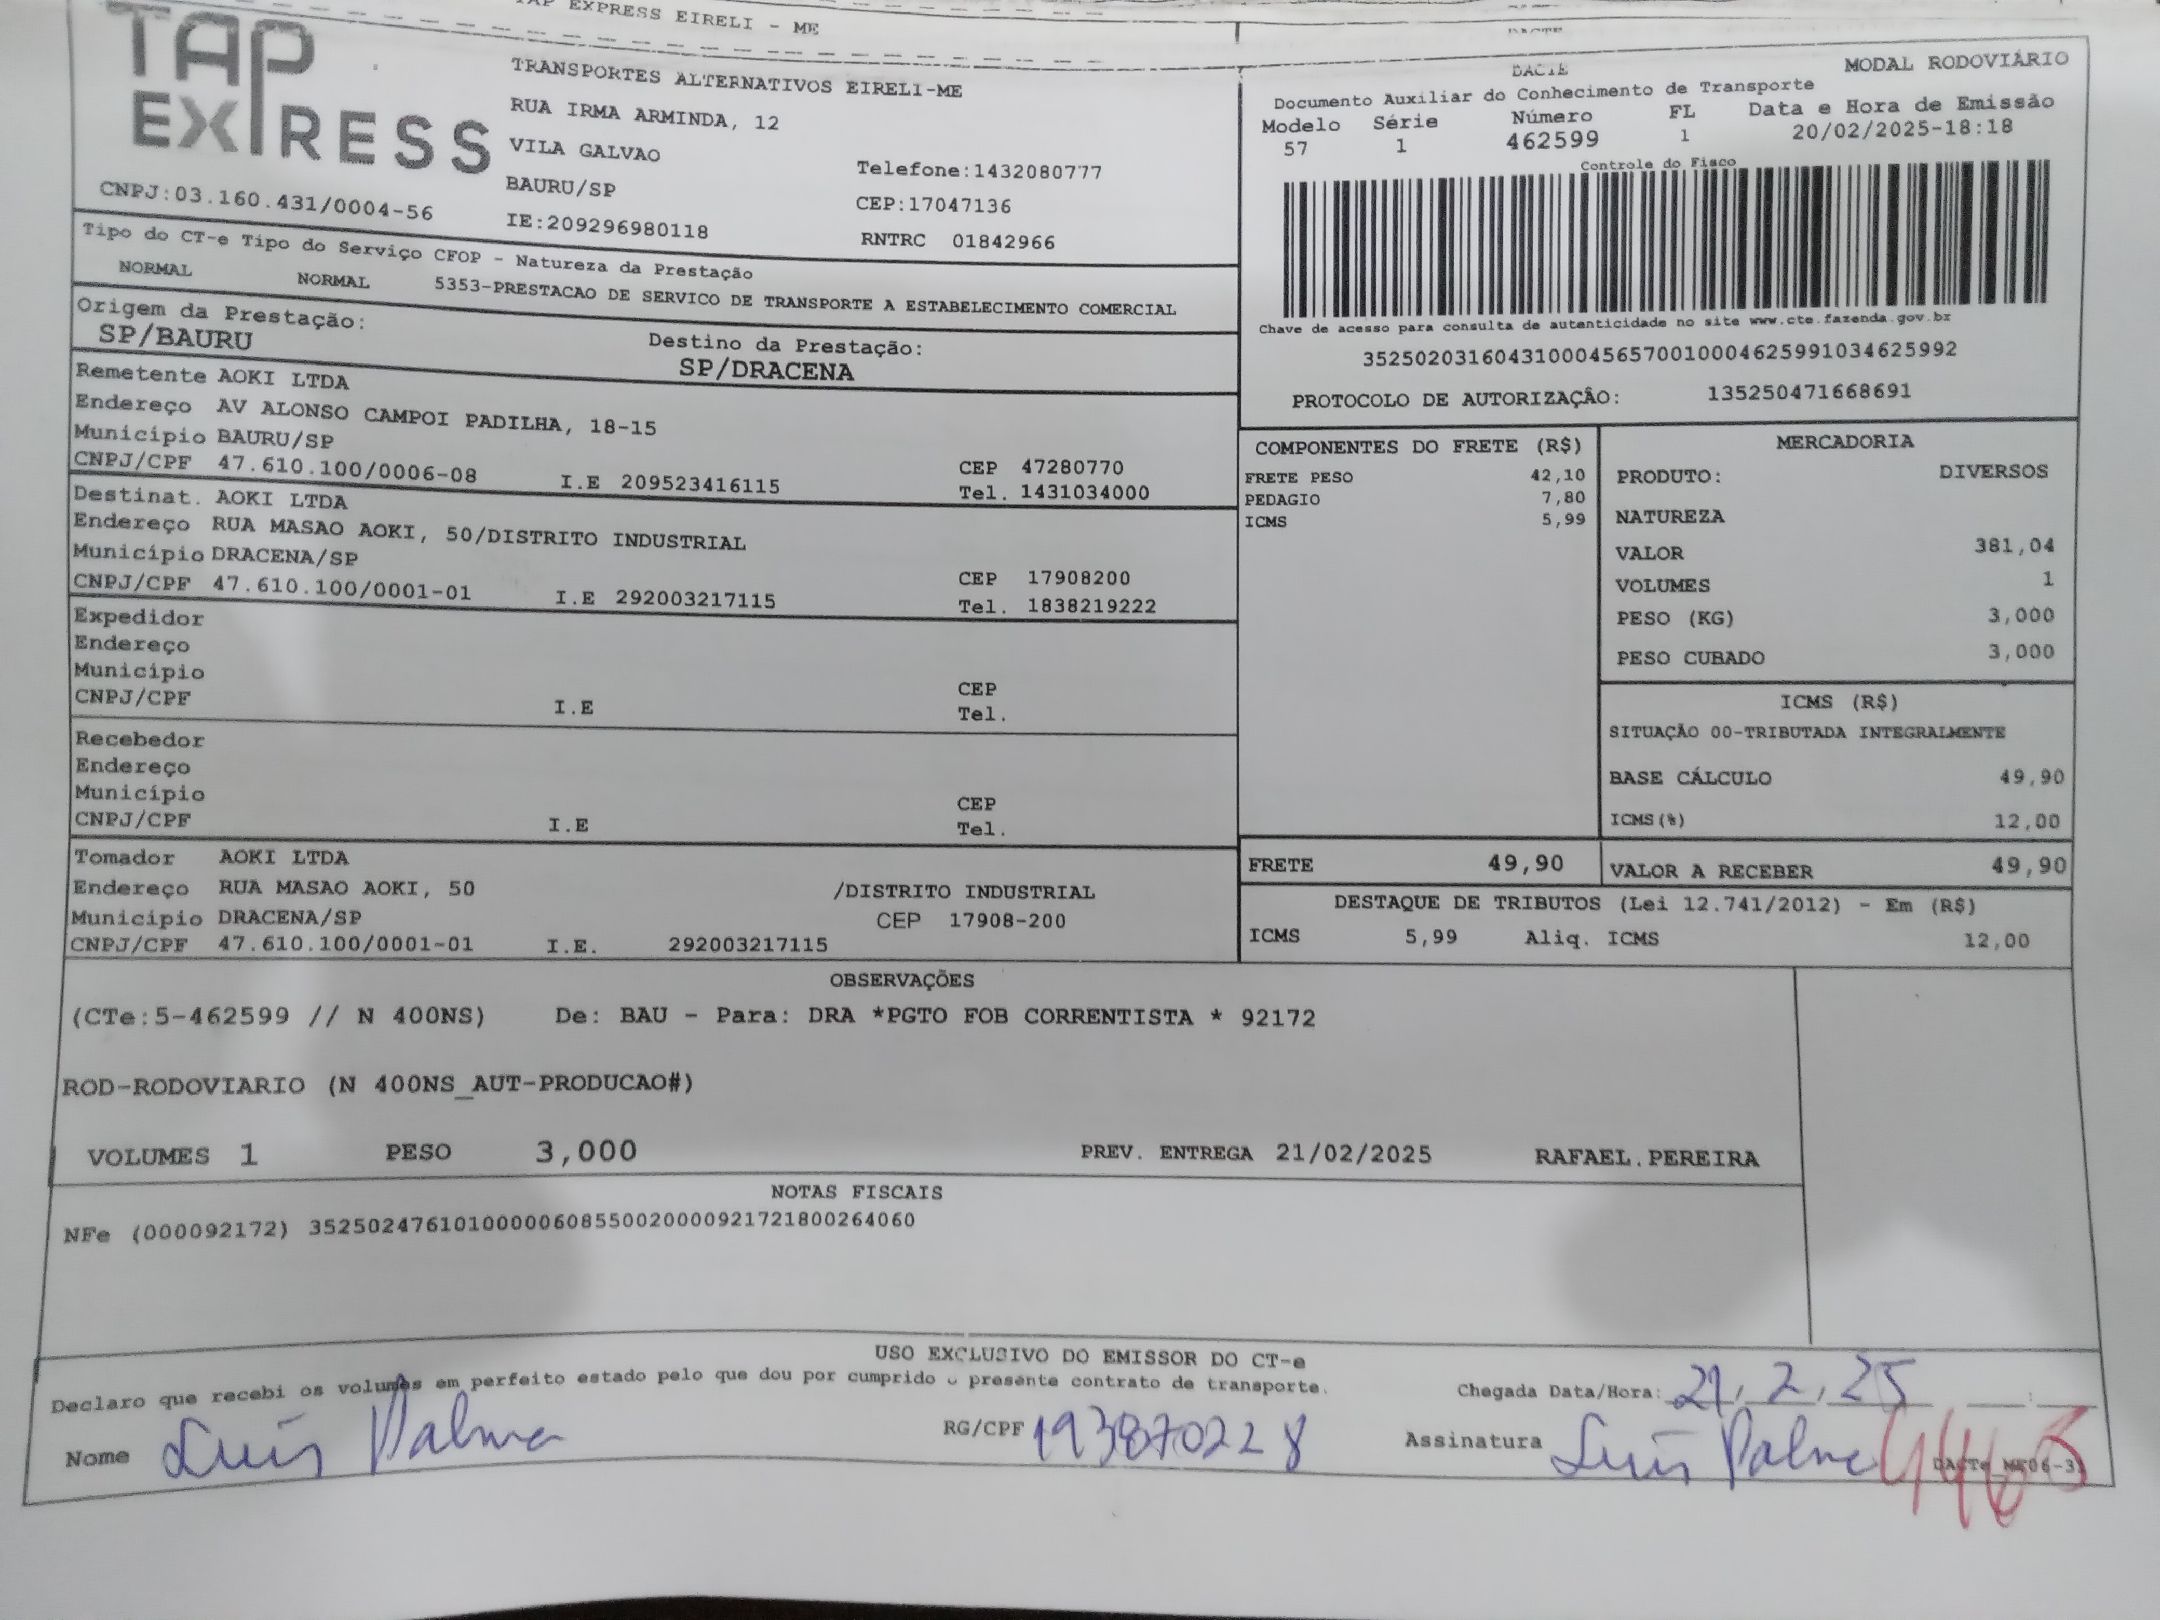 TAP EXPRESS EIRELI - ME
TAP
EXPRESS
CNPJ:03.160.431/0004-56
TRANSPORTES ALTERNATIVOS EIRELI-ME
RUA IRMA ARMINDA, 12
VILA GALVAO
BAURU/SP
IE:209296980118
Telefone:1432080777
CEP:17047136
RNTRC 01842966
DACTE
MODAL RODOVIÁRIO
Documento Auxiliar do Conhecimento de Transporte
Modelo Série Número FL Data e Hora de Emissão
57 1 462599 1 20/02/2025-18:18
Controle do Fisco
Chave de acesso para consulta de autenticidade no site www.cte.fazenda.gov.br
35250203160431000456570010004625991034625992
PROTOCOLO DE AUTORIZAÇÂO: 135250471668691
Tipo do CT-e Tipo do Serviço CFOP - Natureza da Prestação
NORMAL NORMAL 5353-PRESTACAO DE SERVICO DE TRANSPORTE A ESTABELECIMENTO COMERCIAL
Origem da Prestação: Destino da Prestação:
SP/BAURU SP/DRACENA
Remetente AOKI LTDA
Endereço AV ALONSO CAMPOI PADILHA, 18-15
Município BAURU/SP CEP 47280770
CNPJ/CPF 47.610.100/0006-08 I.E 209523416115 Tel. 1431034000
Destinat. AOKI LTDA
Endereço RUA MASAO AOKI, 50/DISTRITO INDUSTRIAL
Município DRACENA/SP CEP 17908200
CNPJ/CPF 47.610.100/0001-01 I.E 292003217115 Tel. 1838219222
Expedidor
Endereço
Município CEP
CNPJ/CPF I.E Tel.
Recebedor
Endereço
Município CEP
CNPJ/CPF I.E Tel.
Tomador AOKI LTDA
Endereço RUA MASAO AOKI, 50 /DISTRITO INDUSTRIAL
Município DRACENA/SP CEP 17908-200
CNPJ/CPF 47.610.100/0001-01 I.E. 292003217115
COMPONENTES DO FRETE (R$)
FRETE PESO 42,10
PEDAGIO 7,80
ICMS 5,99
MERCADORIA
PRODUTO: DIVERSOS
NATUREZA
VALOR 381,04
VOLUMES 1
PESO (KG) 3,000
PESO CUBADO 3,000
ICMS (R$)
SITUAÇÃO 00-TRIBUTADA INTEGRALMENTE
BASE CÁLCULO 49,90
ICMS(%) 12,00
FRETE 49,90 VALOR A RECEBER 49,90
DESTAQUE DE TRIBUTOS (Lei 12.741/2012) - Em (R$)
ICMS 5,99 Aliq. ICMS 12,00
OBSERVAÇÕES
(CTe:5-462599 // N 400NS) De: BAU - Para: DRA *PGTO FOB CORRENTISTA * 92172
ROD-RODOVIARIO (N 400NS_AUT-PRODUCAO#)
VOLUMES 1 PESO 3,000 PREV. ENTREGA 21/02/2025 RAFAEL.PEREIRA
NOTAS FISCAIS
NFe (000092172) 35250247610100000608550020000921721800264060
USO EXCLUSIVO DO EMISSOR DO CT-e
Declaro que recebi os volumes em perfeito estado pelo que dou por cumprido o presente contrato de transporte.
Chegada Data/Hora: 21, 2, 25 :
Nome Luis Palma RG/CPF 193870228 Assinatura Luis Palma